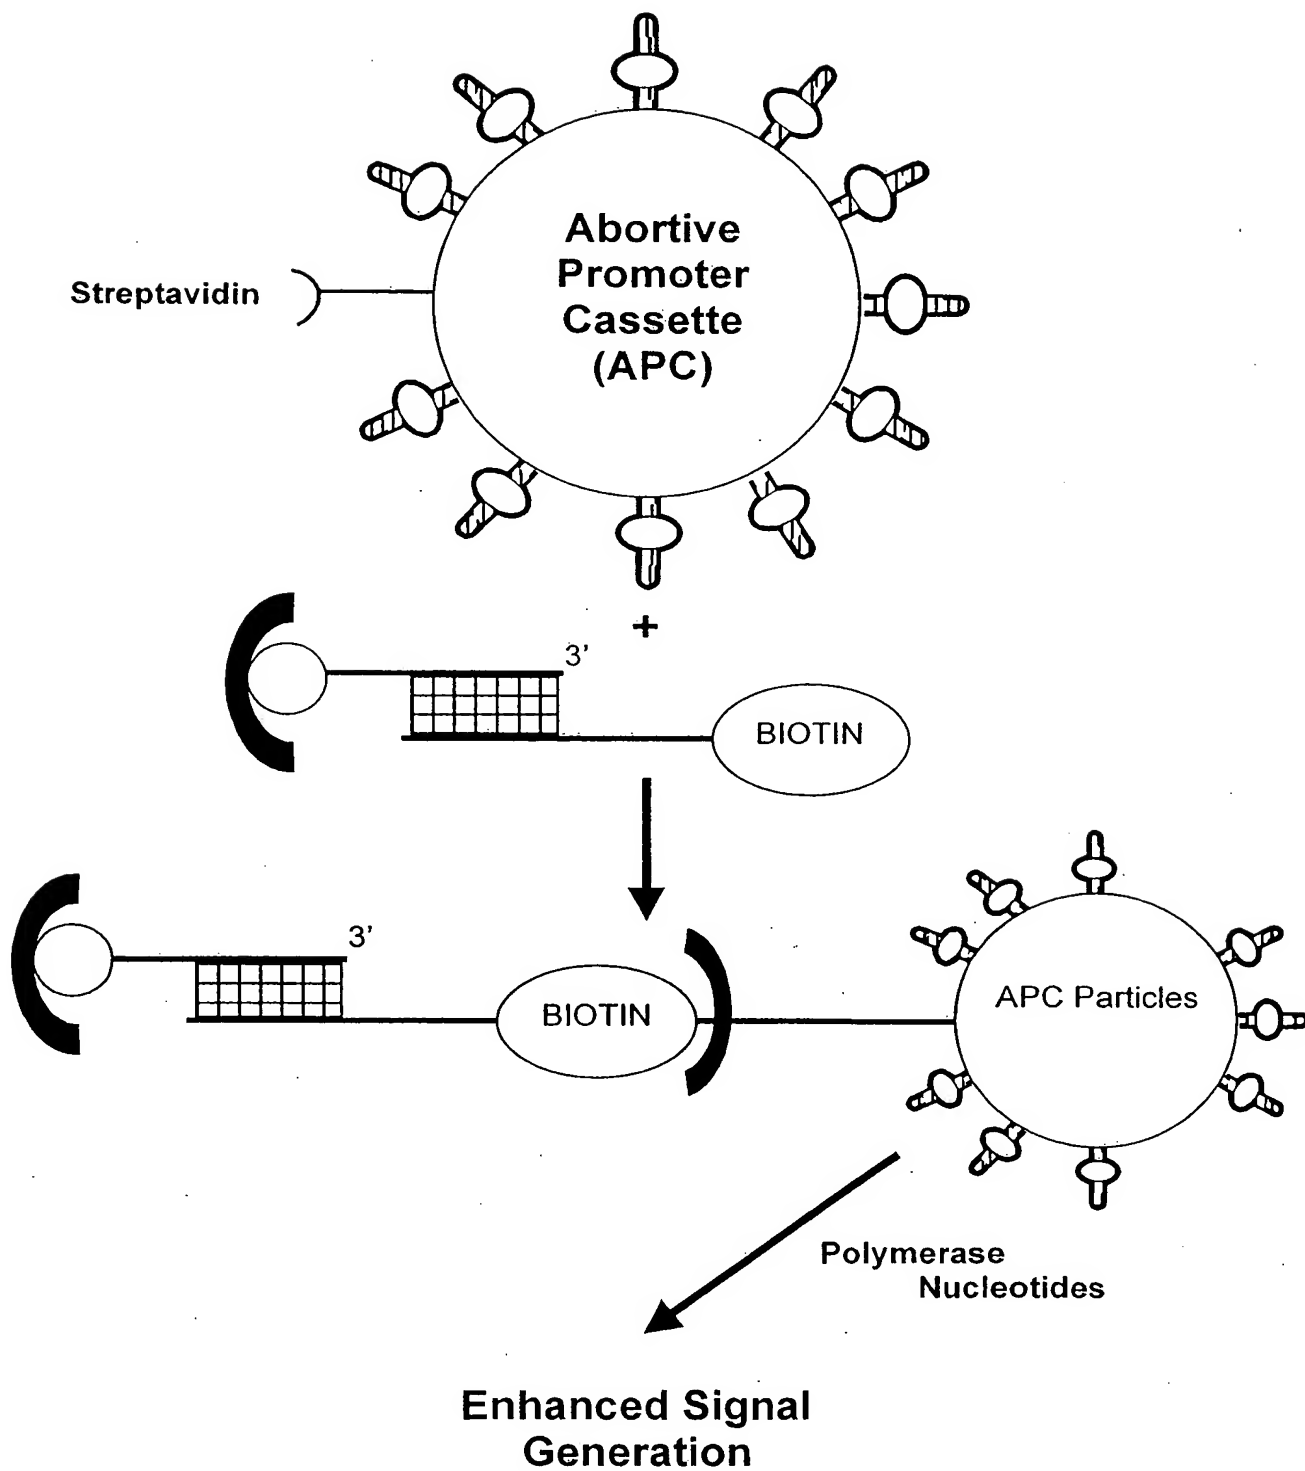 Abortive
Promoter
Cassette
(APC)
Streptavidin
+
3'
BIOTIN
3'
BIOTIN
APC Particles
Polymerase
Nucleotides
Enhanced Signal
Generation